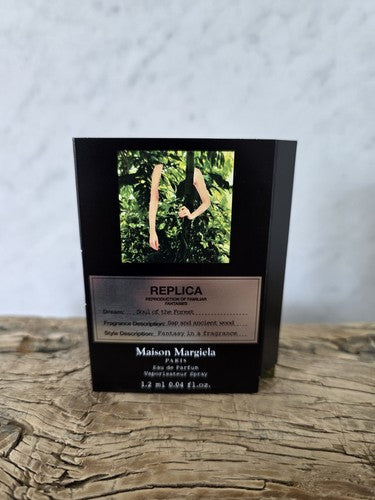 REPLICA
REPRODUCTION OF FAMILIAR
FANTASIES
Dream: Soul of the Forest
Fragrance Description: Sap and ancient wood
Style Description: Fantasy in a fragrance
Maison Margiela
PARIS
Eau de Parfum
Vaporisateur Spray
1.2 ml 0.04 fl.oz.